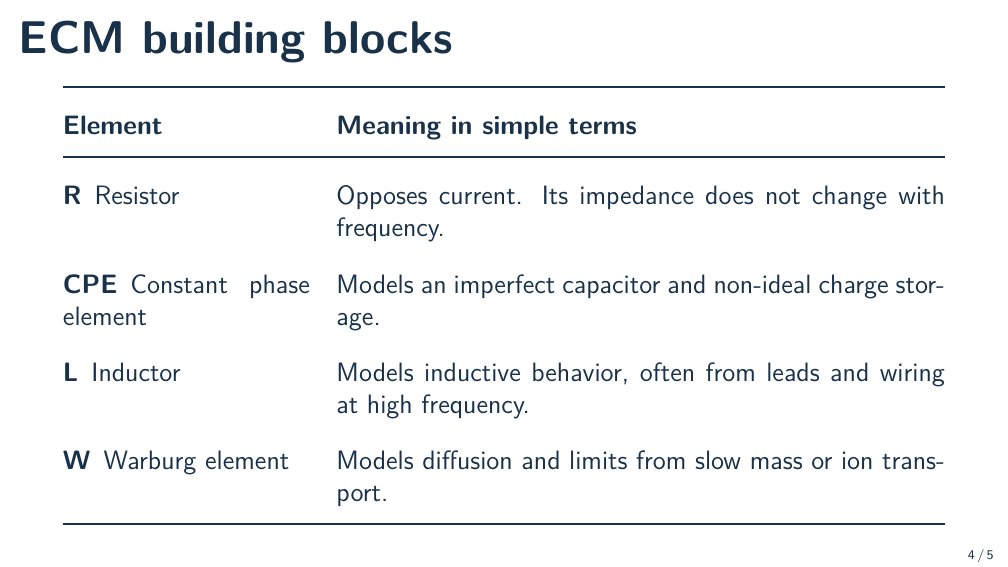 ECM building blocks
Element Meaning in simple terms
R Resistor Opposes current. Its impedance does not change with
frequency.
CPE Constant phase Models an imperfect capacitor and non-ideal charge stor-
element age.
L Inductor Models inductive behavior, often from leads and wiring
at high frequency.
W Warburg element Models diffusion and limits from slow mass or ion trans-
port.
4 / 5